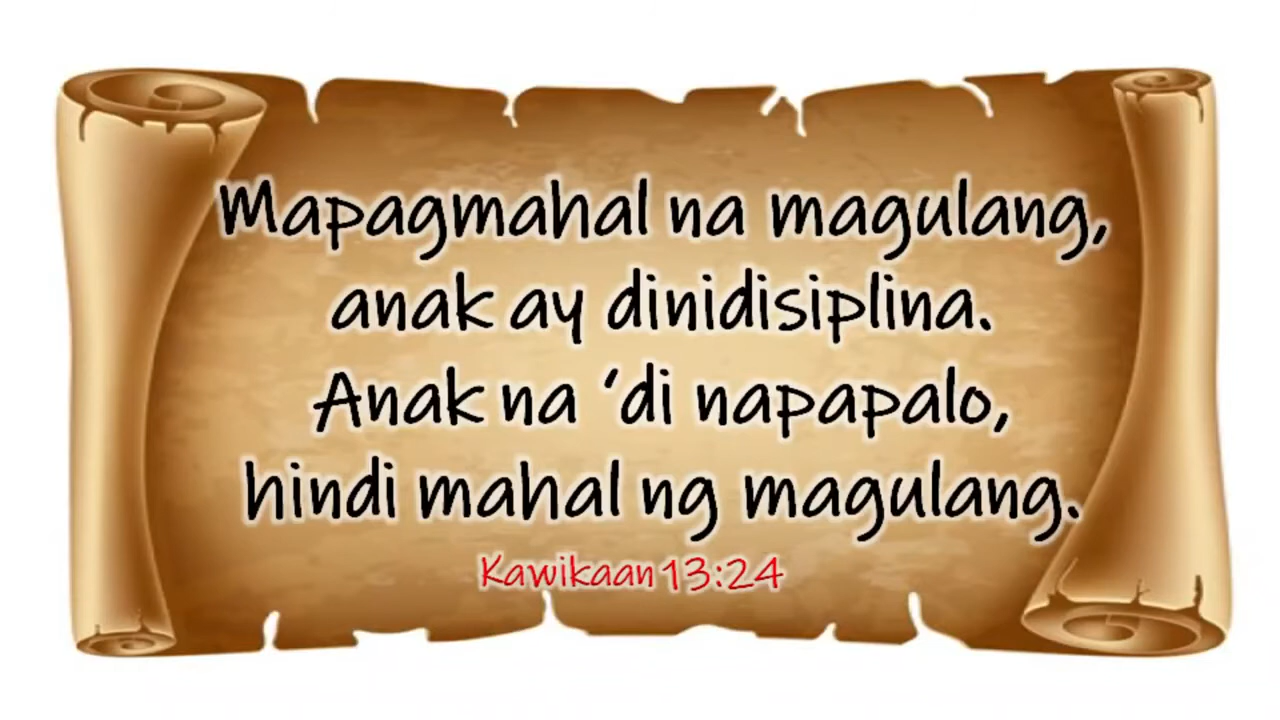 Mapagmahal na magulang,
anak ay dinidisiplina.
Anak na ‘di napapalo,
hindi mahal ng magulang.
Kawikaan 13:24